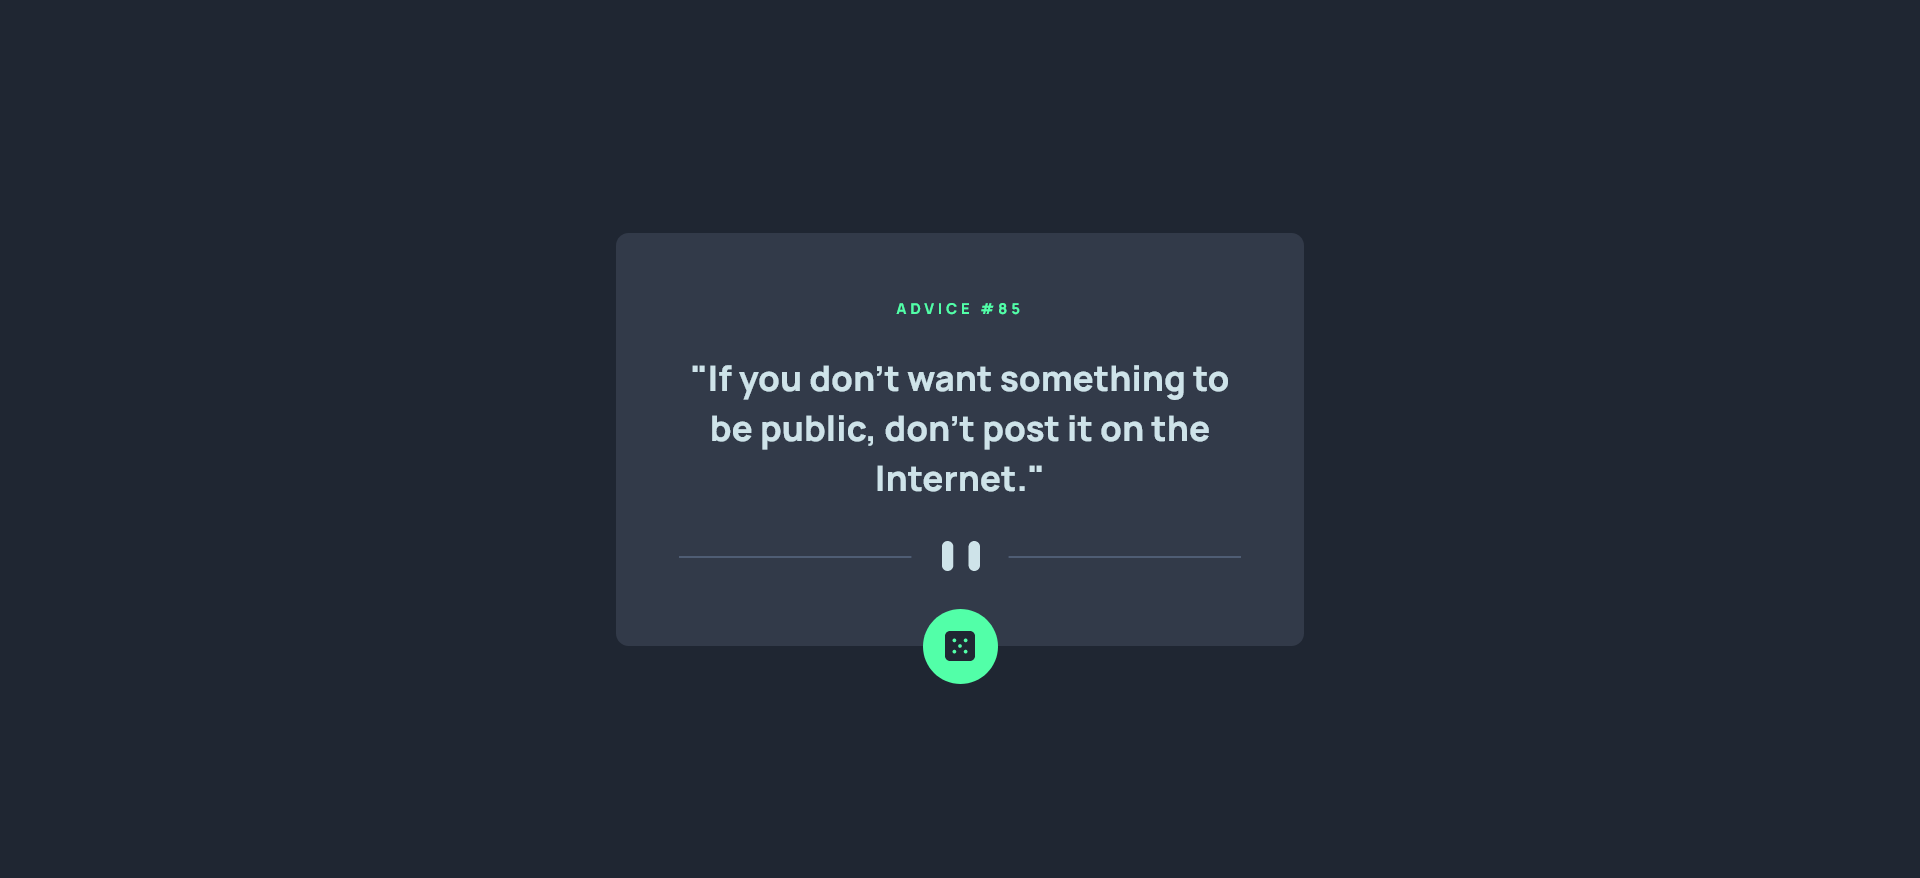 ADVICE #85
"If you don't want something to
be public, don't post it on the
Internet."